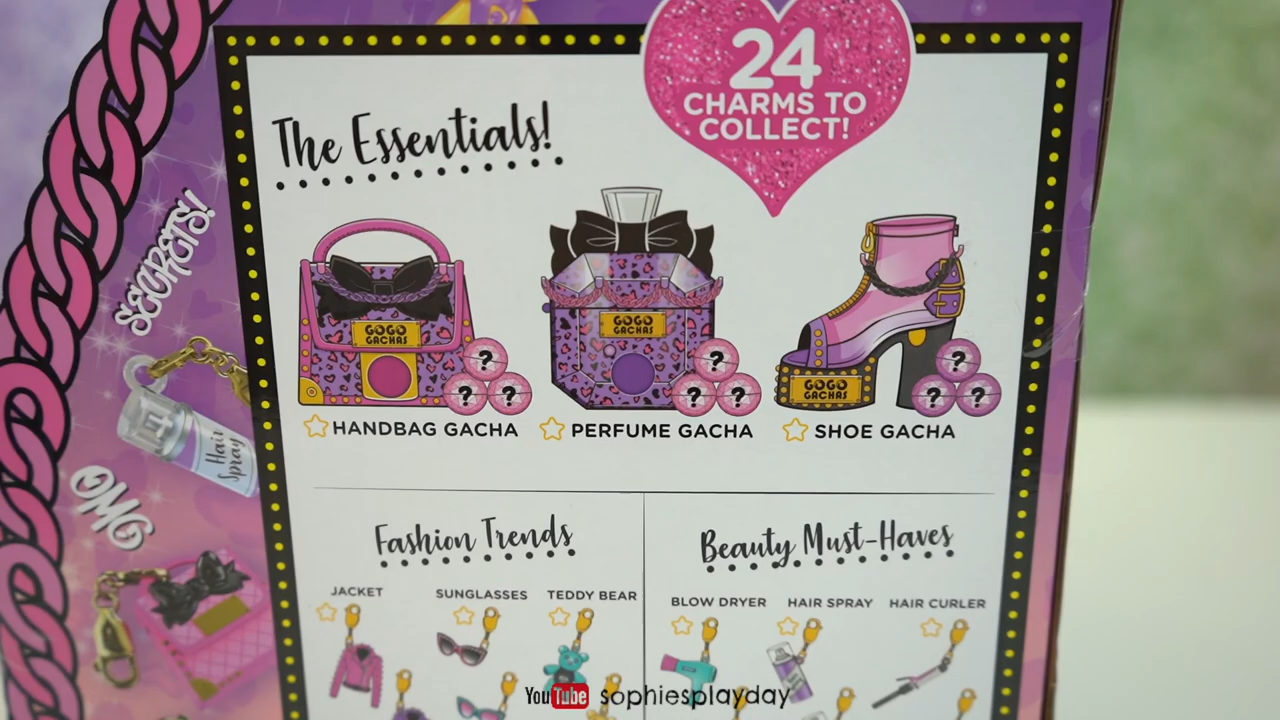 24
CHARMS TO
COLLECT!
The Essentials!
SECRETS!
GOGO
GACHAS
GOGO
GACHAS
GOGO
GACHAS
?
? ?
?
? ?
?
? ?
HANDBAG GACHA
PERFUME GACHA
SHOE GACHA
Hair
Spray
OMG
Fashion Trends
Beauty Must-Haves
JACKET
SUNGLASSES
TEDDY BEAR
BLOW DRYER
HAIR SPRAY
HAIR CURLER
YouTube sophiesplayday